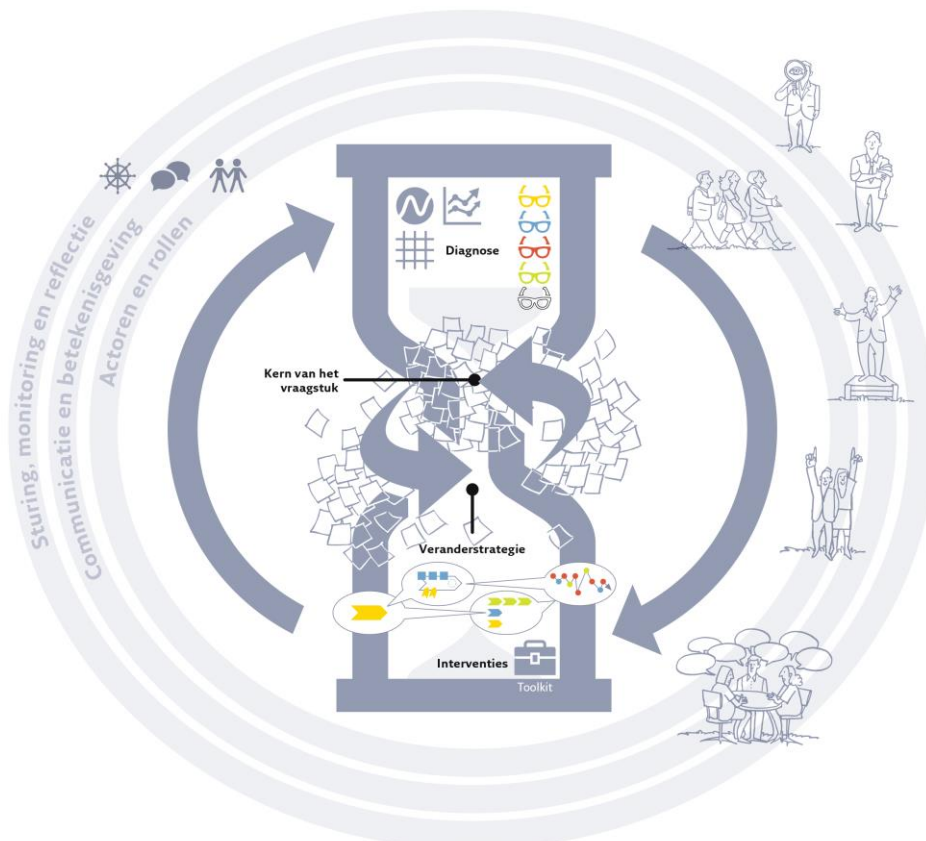 Sturing, monitoring en reflectie
Communicatie en betekenisgeving
Actoren en rollen
Diagnose
Kern van het
vraagstuk
Veranderstrategie
Interventies
Toolkit